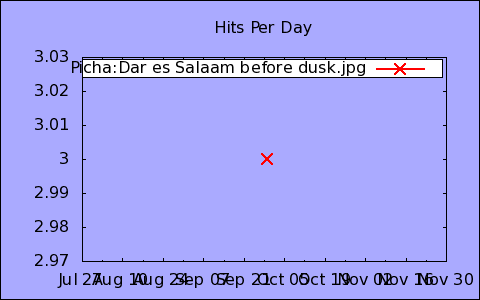 Hits Per Day
Picha:Dar es Salaam before dusk.jpg
3.03
3.02
3.01
3
2.99
2.98
2.97
Jul 27 Aug 10 Aug 24 Sep 07 Sep 21 Oct 05 Oct 19 Nov 02 Nov 16 Nov 30